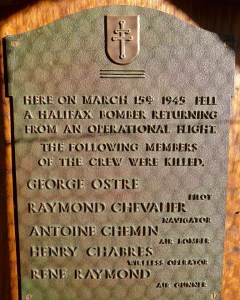 HERE ON MARCH 15th 1945 FELL
A HALIFAX BOMBER RETURNING
FROM AN OPERATIONAL FLIGHT.
THE FOLLOWING MEMBERS
OF THE CREW WERE KILLED.
GEORGE OSTRE
PILOT
RAYMOND CHEVALIER
NAVIGATOR
ANTOINE CHEMIN
AIR BOMBER
HENRY CHABRES
WIRELESS OPERATOR
RENE RAYMOND
AIR GUNNER